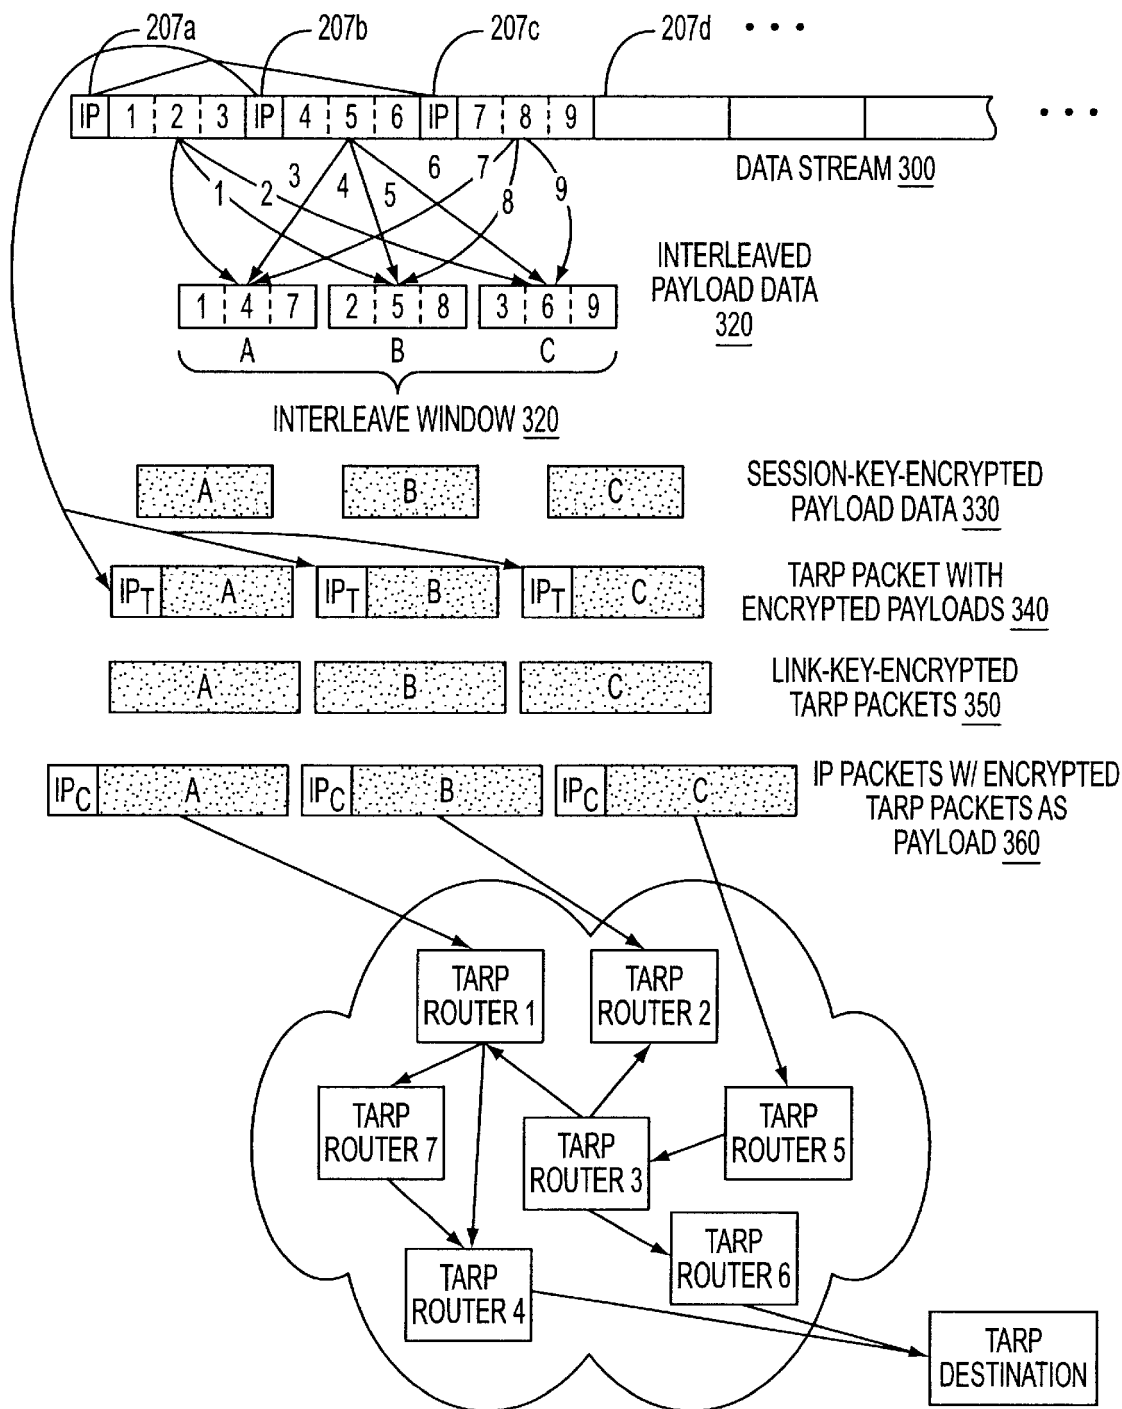 207a 207b 207c 207d • • •
IP 1 2 3 IP 4 5 6 IP 7 8 9 • • •
DATA STREAM 300
1 2 3 4 5 6 7 8 9
INTERLEAVED
PAYLOAD DATA
320
1 4 7 2 5 8 3 6 9
A B C
INTERLEAVE WINDOW 320
A B C
SESSION-KEY-ENCRYPTED
PAYLOAD DATA 330
IPT A IPT B IPT C
TARP PACKET WITH
ENCRYPTED PAYLOADS 340
A B C
LINK-KEY-ENCRYPTED
TARP PACKETS 350
IPC A IPC B IPC C
IP PACKETS W/ ENCRYPTED
TARP PACKETS AS
PAYLOAD 360
TARP
ROUTER 1
TARP
ROUTER 2
TARP
ROUTER 7
TARP
ROUTER 3
TARP
ROUTER 5
TARP
ROUTER 4
TARP
ROUTER 6
TARP
DESTINATION